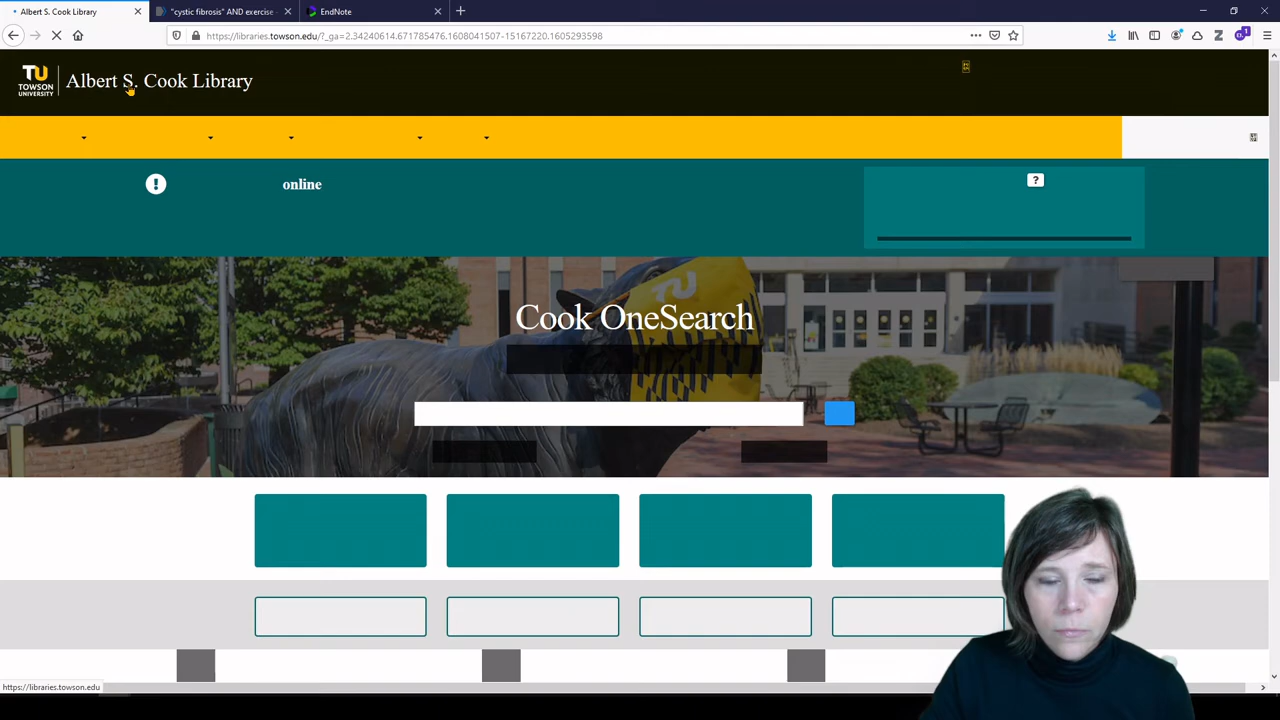 Albert S. Cook Library
"cystic fibrosis" AND exercise -
EndNote
https://libraries.towson.edu/?_ga=2.34240614.671785476.1608041507-15167220.1605293598
TU
TOWSON
UNIVERSITY
Albert S. Cook Library
! online
?
TU
Cook OneSearch
https://libraries.towson.edu